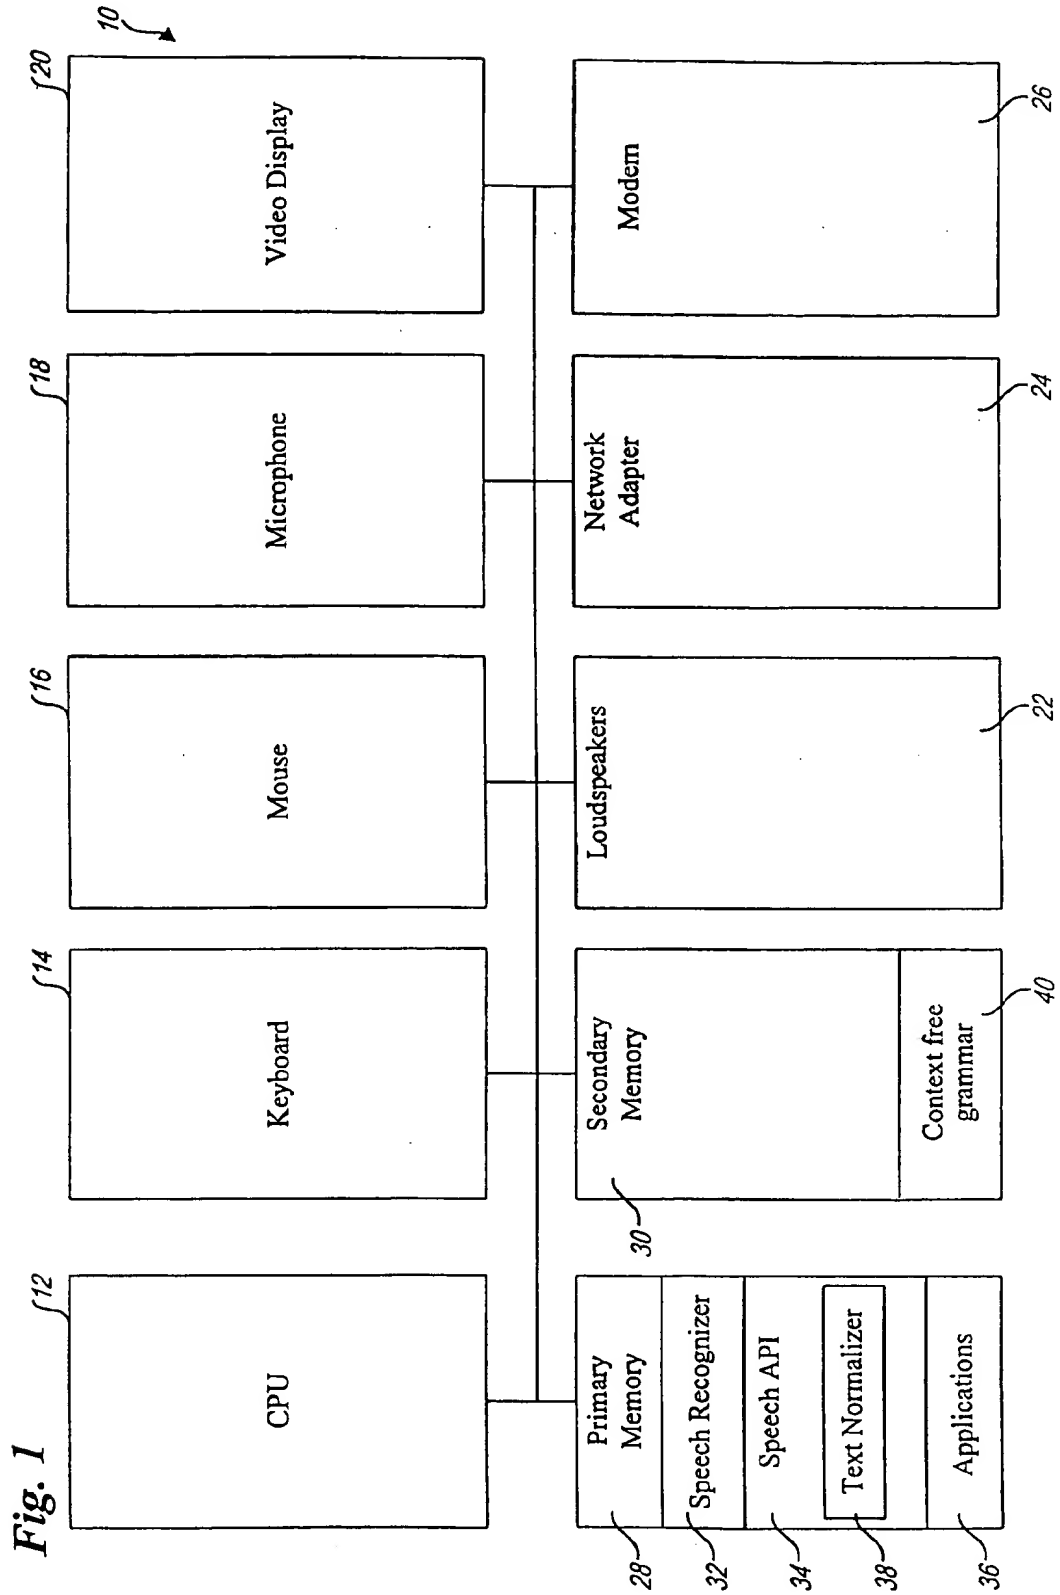 Fig. 1
10
12
14
16
18
20
CPU
Keyboard
Mouse
Microphone
Video Display
Primary
Memory
Speech Recognizer
Speech API
Text Normalizer
Applications
28
32
34
38
36
Secondary
Memory
30
Context free
grammar
40
Loudspeakers
22
Network
Adapter
24
Modem
26